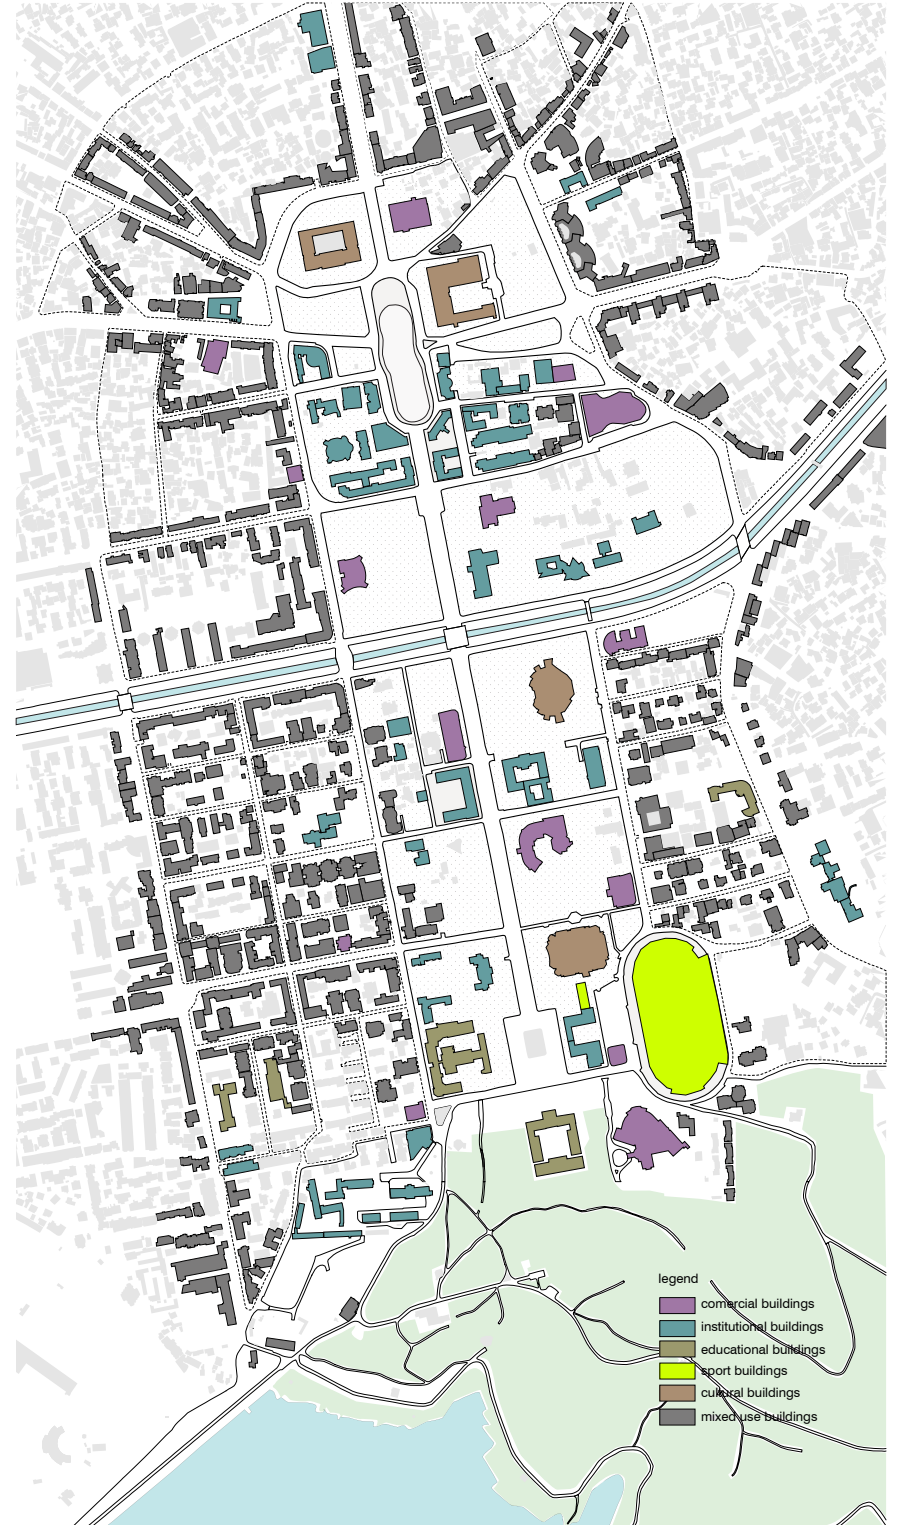 legend
comercial buildings
institutional buildings
educational buildings
sport buildings
cultural buildings
mixed use buildings